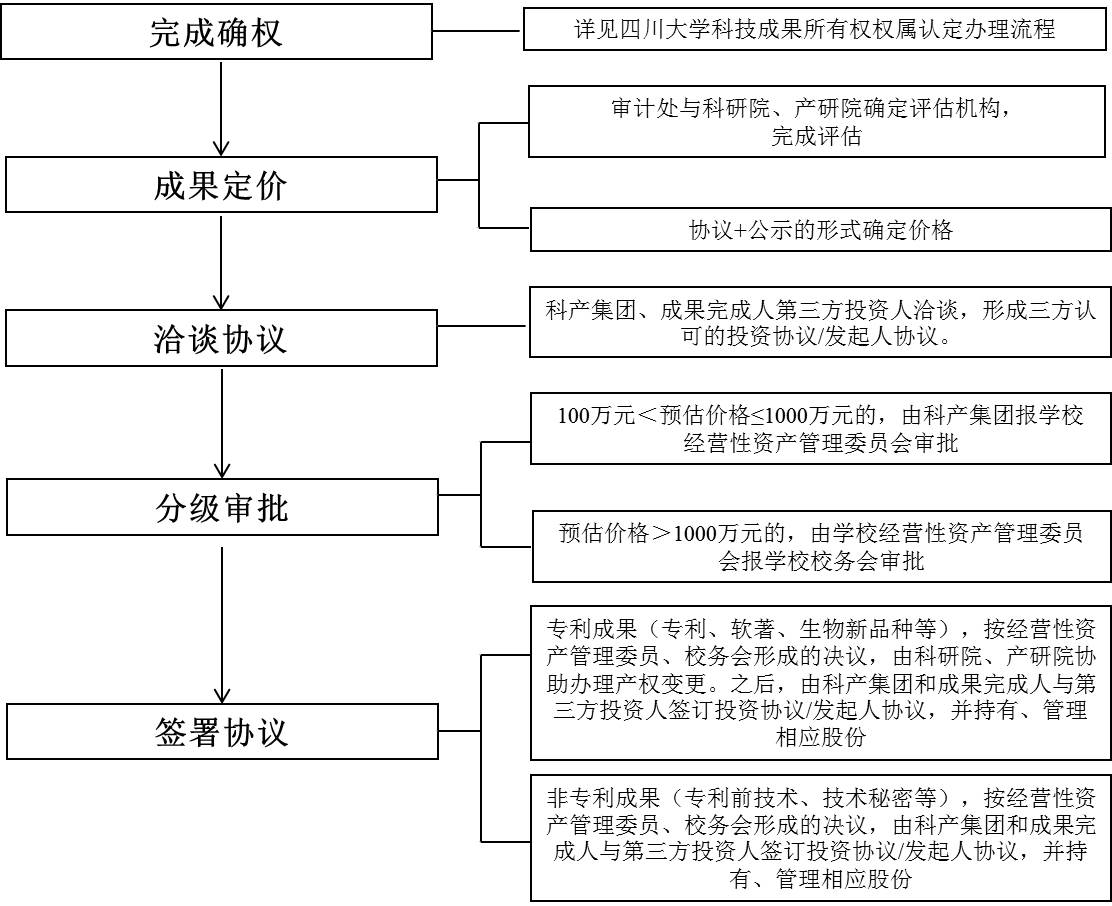 完成确权
详见四川大学科技成果所有权权属认定办理流程
审计处与科研院、产研院确定评估机构，
完成评估
成果定价
协议+公示的形式确定价格
科产集团、成果完成人第三方投资人洽谈，形成三方认
可的投资协议/发起人协议。
洽谈协议
100万元＜预估价格≤1000万元的，由科产集团报学校
经营性资产管理委员会审批
分级审批
预估价格＞1000万元的，由学校经营性资产管理委员
会报学校校务会审批
专利成果（专利、软著、生物新品种等），按经营性资
产管理委员、校务会形成的决议，由科研院、产研院协
助办理产权变更。之后，由科产集团和成果完成人与第
三方投资人签订投资协议/发起人协议，并持有、管理
相应股份
签署协议
非专利成果（专利前技术、技术秘密等），按经营性资
产管理委员、校务会形成的决议，由科产集团和成果完
成人与第三方投资人签订投资协议/发起人协议，并持
有、管理相应股份